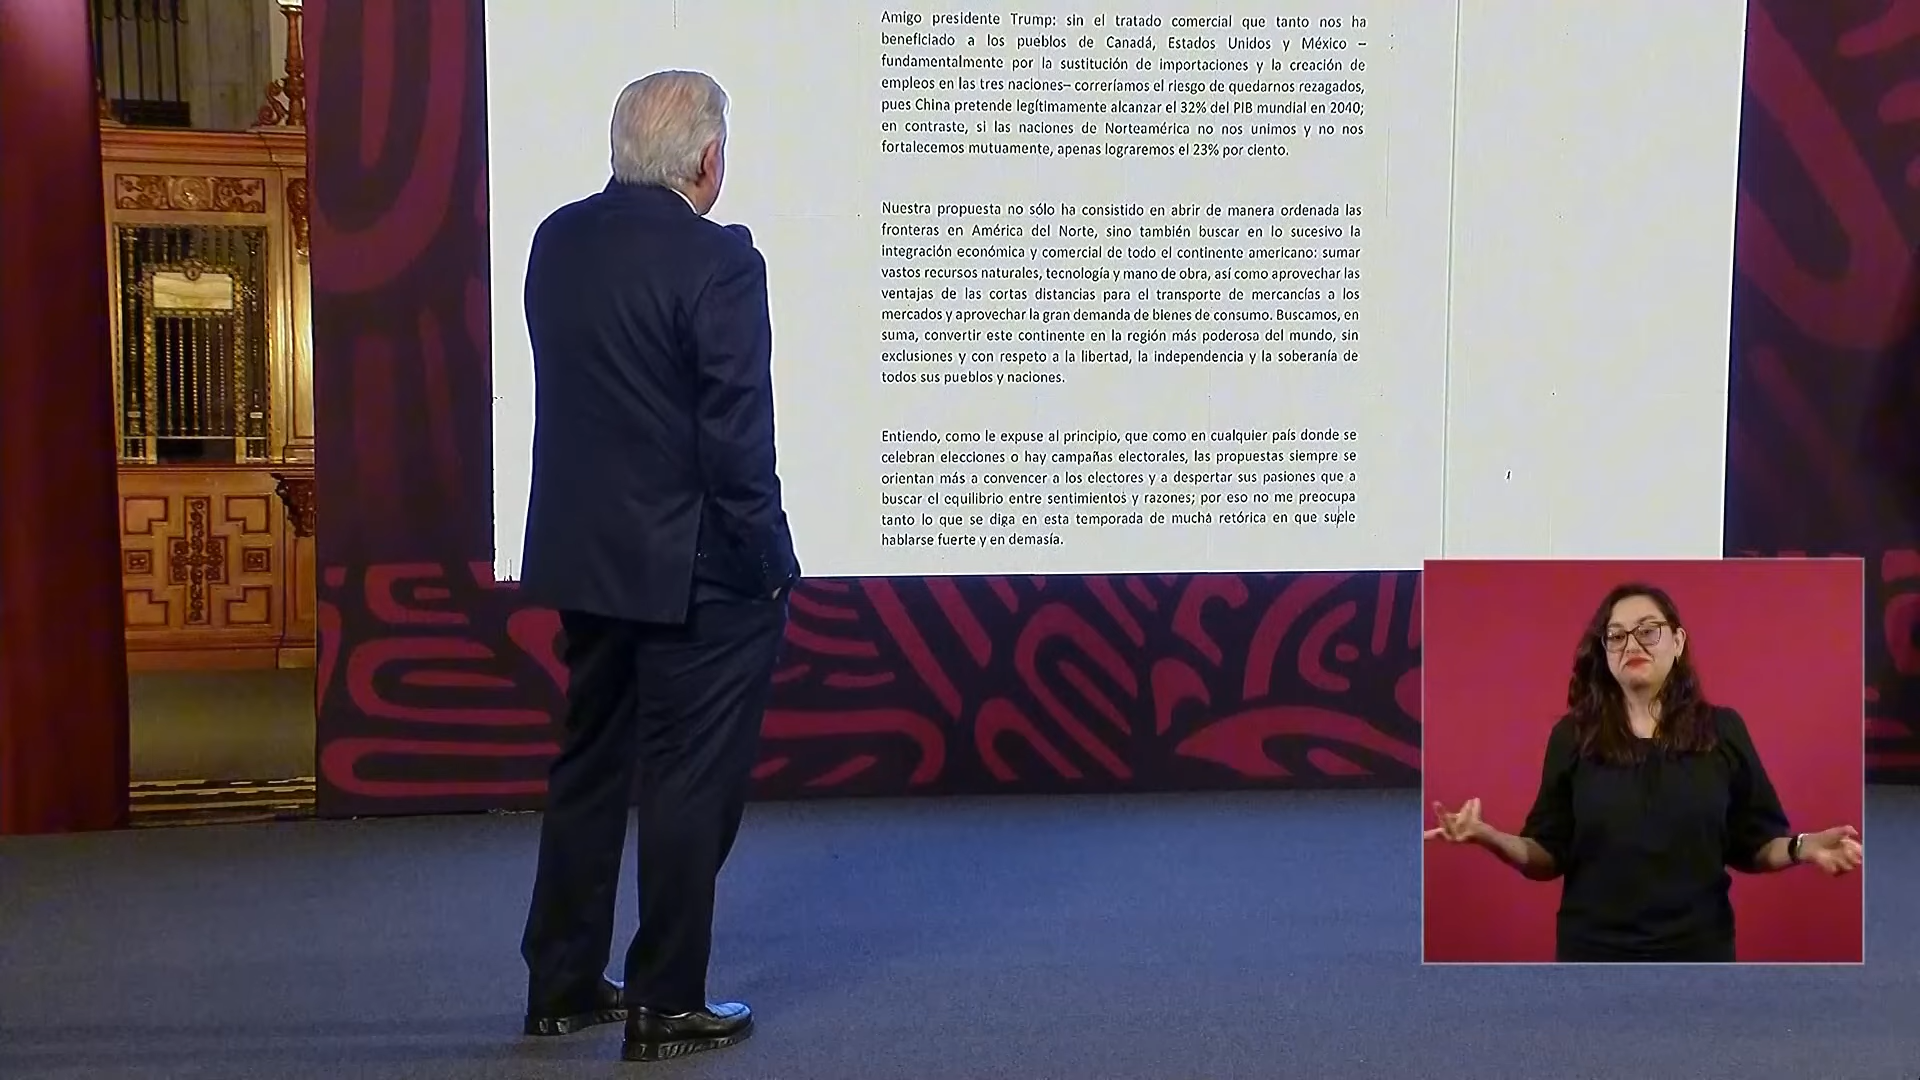 Amigo presidente Trump: sin el tratado comercial que tanto nos ha
beneficiado a los pueblos de Canadá, Estados Unidos y México –
fundamentalmente por la sustitución de importaciones y la creación de
empleos en las tres naciones– correríamos el riesgo de quedarnos rezagados,
pues China pretende legítimamente alcanzar el 32% del PIB mundial en 2040;
en contraste, si las naciones de Norteamérica no nos unimos y no nos
fortalecemos mutuamente, apenas lograremos el 23% por ciento.
Nuestra propuesta no sólo ha consistido en abrir de manera ordenada las
fronteras en América del Norte, sino también buscar en lo sucesivo la
integración económica y comercial de todo el continente americano: sumar
vastos recursos naturales, tecnología y mano de obra, así como aprovechar las
ventajas de las cortas distancias para el transporte de mercancías a los
mercados y aprovechar la gran demanda de bienes de consumo. Buscamos, en
suma, convertir este continente en la región más poderosa del mundo, sin
exclusiones y con respeto a la libertad, la independencia y la soberanía de
todos sus pueblos y naciones.
Entiendo, como le expuse al principio, que como en cualquier país donde se
celebran elecciones o hay campañas electorales, las propuestas siempre se
orientan más a convencer a los electores y a despertar sus pasiones que a
buscar el equilibrio entre sentimientos y razones; por eso no me preocupa
tanto lo que se diga en esta temporada de mucha retórica en que suele
hablarse fuerte y en demasía.